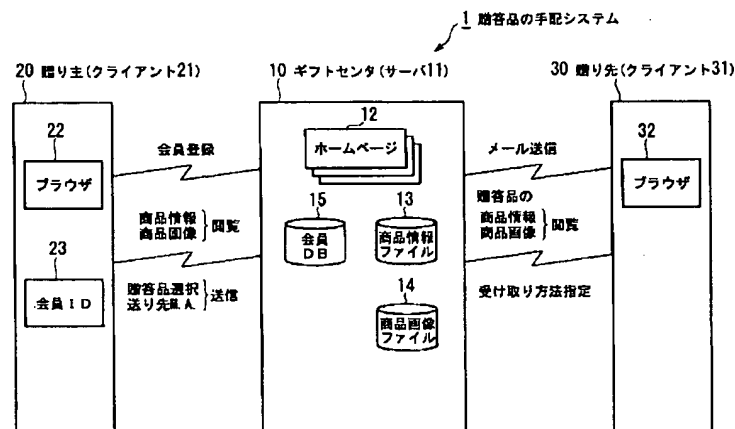 1 贈答品の手配システム
20 贈り主(クライアント21)
10 ギフトセンタ(サーバ11)
30 贈り先(クライアント31)
22
ブラウザ
会員登録
12
ホームページ
メール送信
32
ブラウザ
商品情報
商品画像
閲覧
15
会員
DB
13
商品情報
ファイル
贈答品の
商品情報
商品画像
閲覧
23
会員ID
贈答品選択
送り先M.A.
送信
14
商品画像
ファイル
受け取り方法指定